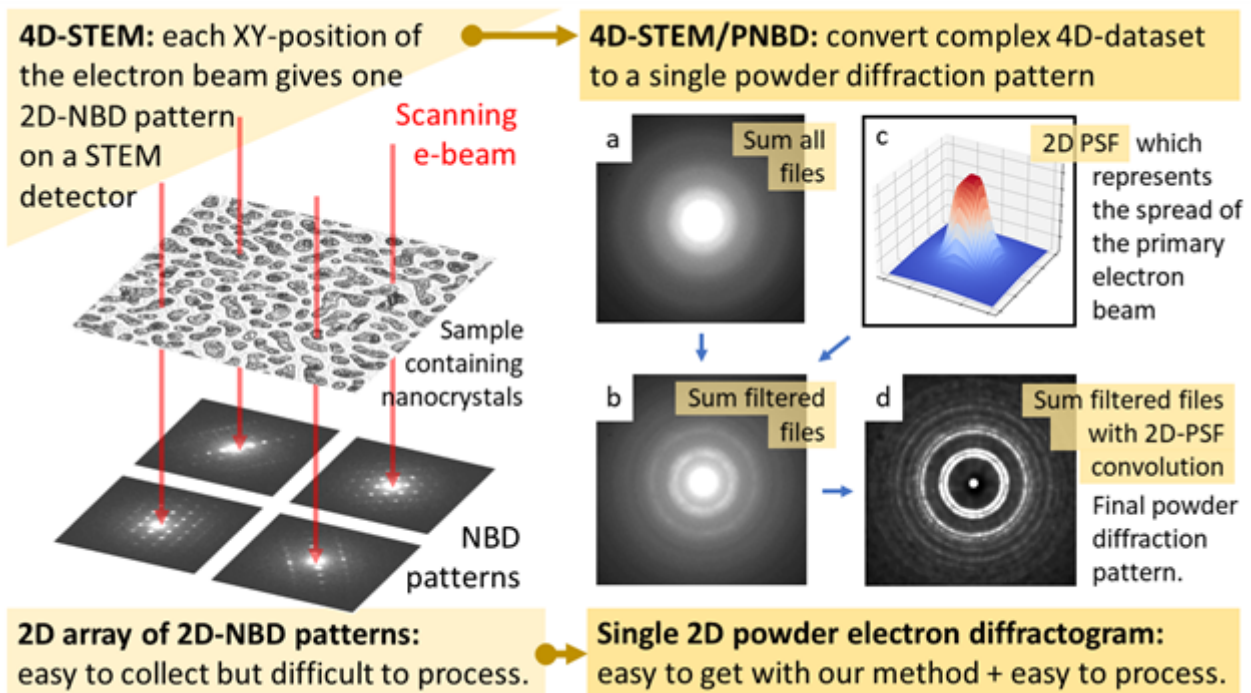 4D-STEM: each XY-position of
the electron beam gives one
2D-NBD pattern
on a STEM
detector
Scanning
e-beam
Sample
containing
nanocrystals
NBD
patterns
2D array of 2D-NBD patterns:
easy to collect but difficult to process.
4D-STEM/PNBD: convert complex 4D-dataset
to a single powder diffraction pattern
a
Sum all
files
c
2D PSF which
represents
the spread of
the primary
electron
beam
b
Sum filtered
files
d
Sum filtered files
with 2D-PSF
convolution
Final powder
diffraction
pattern.
Single 2D powder electron diffractogram:
easy to get with our method + easy to process.